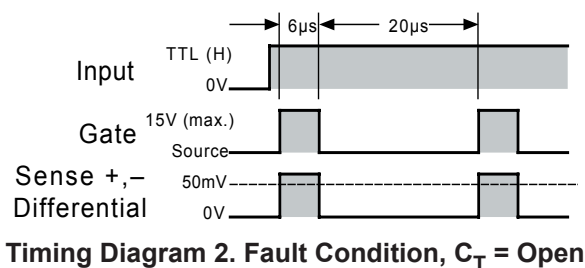 6µs
20µs
Input
TTL (H)
0V
Gate
15V (max.)
Source
Sense +,–
Differential
50mV
0V
Timing Diagram 2. Fault Condition, CT = Open